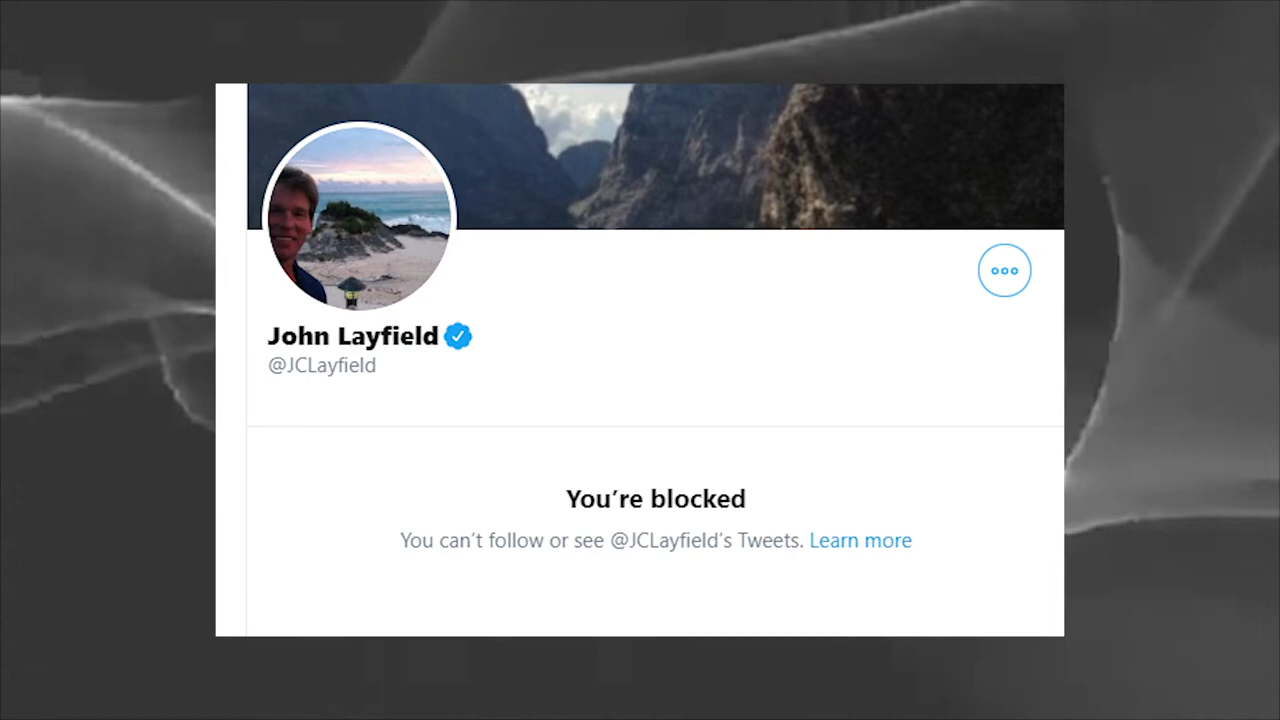 John Layfield
@JCLayfield
You're blocked
You can't follow or see @JCLayfield's Tweets. Learn more